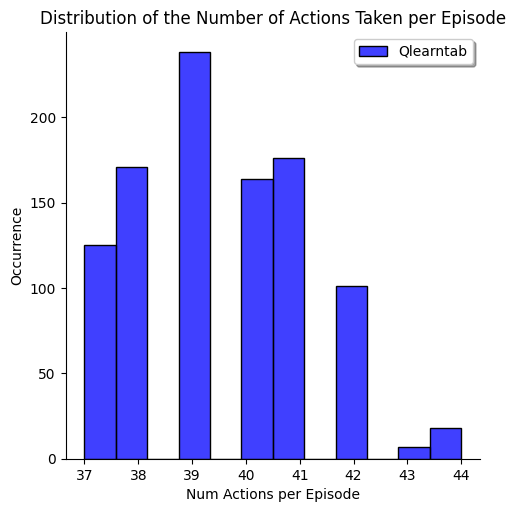 Distribution of the Number of Actions Taken per Episode
Qlearntab
Occurrence
200
150
100
50
0
37 38 39 40 41 42 43 44
Num Actions per Episode